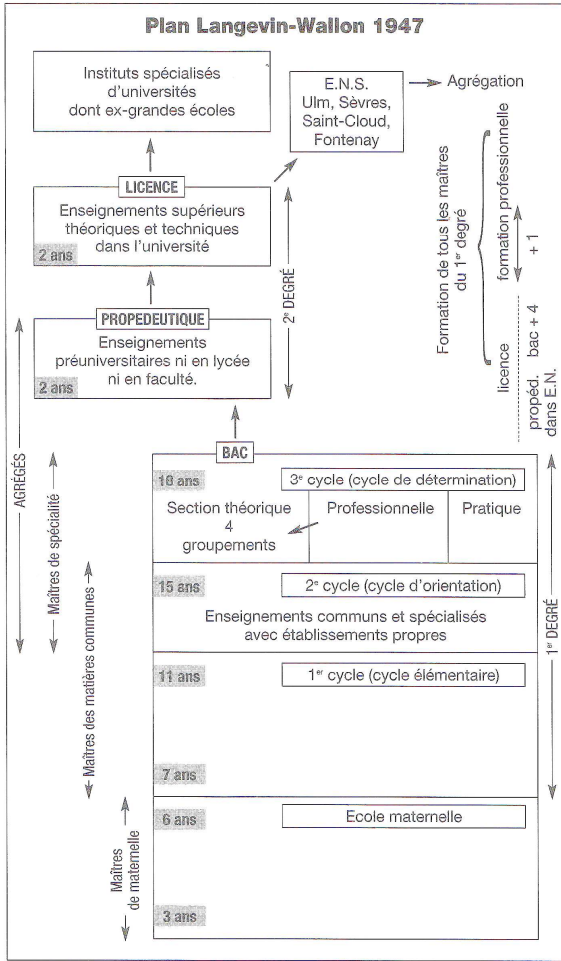 Plan Langevin-Wallon 1947
Instituts spécialisés
d'universités
dont ex-grandes écoles
E.N.S.
Ulm, Sèvres,
Saint-Cloud,
Fontenay
Agrégation
LICENCE
Enseignements supérieurs
théoriques et techniques
dans l'université
2 ans
PROPEDEUTIQUE
Enseignements
préuniversitaires ni en lycée
ni en faculté.
2 ans
2e DEGRÉ
Formation de tous les maîtres
du 1er degré
formation professionnelle
+ 1
licence
bac + 4
propéd.
dans E.N.
BAC
18 ans
3e cycle (cycle de détermination)
Section théorique
4
groupements
Professionnelle
Pratique
15 ans
2e cycle (cycle d'orientation)
Enseignements communs et spécialisés
avec établissements propres
11 ans
1er cycle (cycle élémentaire)
7 ans
6 ans
Ecole maternelle
3 ans
1er DEGRÉ
AGRÉGÉS
Maîtres de spécialité
Maîtres des matières communes
Maîtres
de maternelle